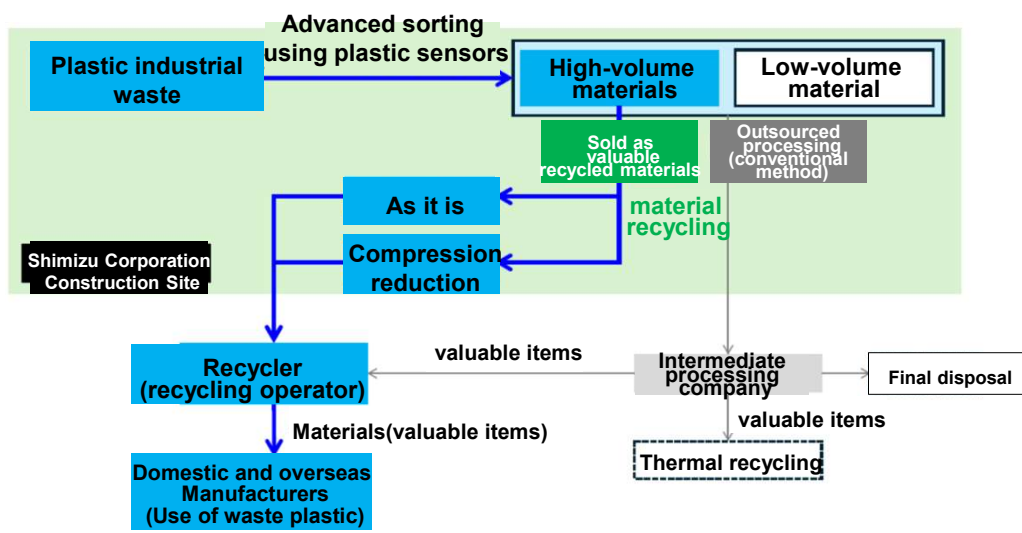 Advanced sorting
using plastic sensors
Plastic industrial
waste
High-volume
materials
Low-volume
material
Sold as
valuable
recycled materials
Outsourced
processing
(conventional
method)
As it is
material
recycling
Compression
reduction
Shimizu Corporation
Construction Site
Recycler
(recycling operator)
valuable items
Intermediate
processing
company
Final disposal
Materials(valuable items)
valuable items
Domestic and overseas
Manufacturers
(Use of waste plastic)
Thermal recycling